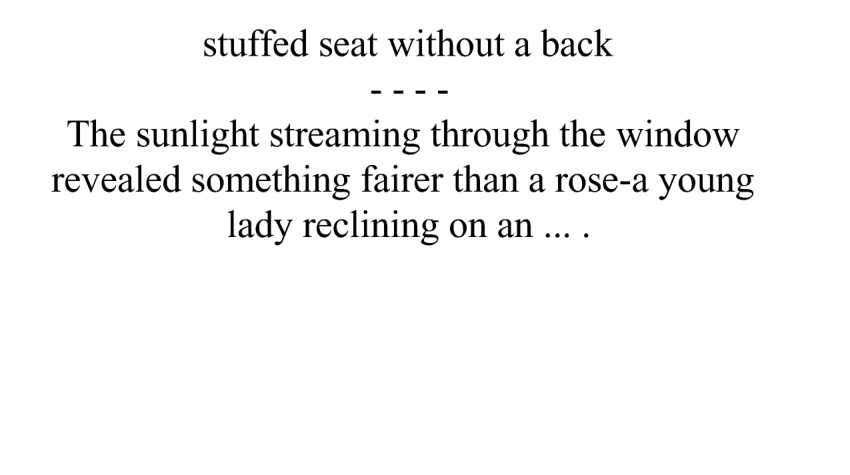 stuffed seat without a back
- - - -
The sunlight streaming through the window
revealed something fairer than a rose-a young
lady reclining on an ... .